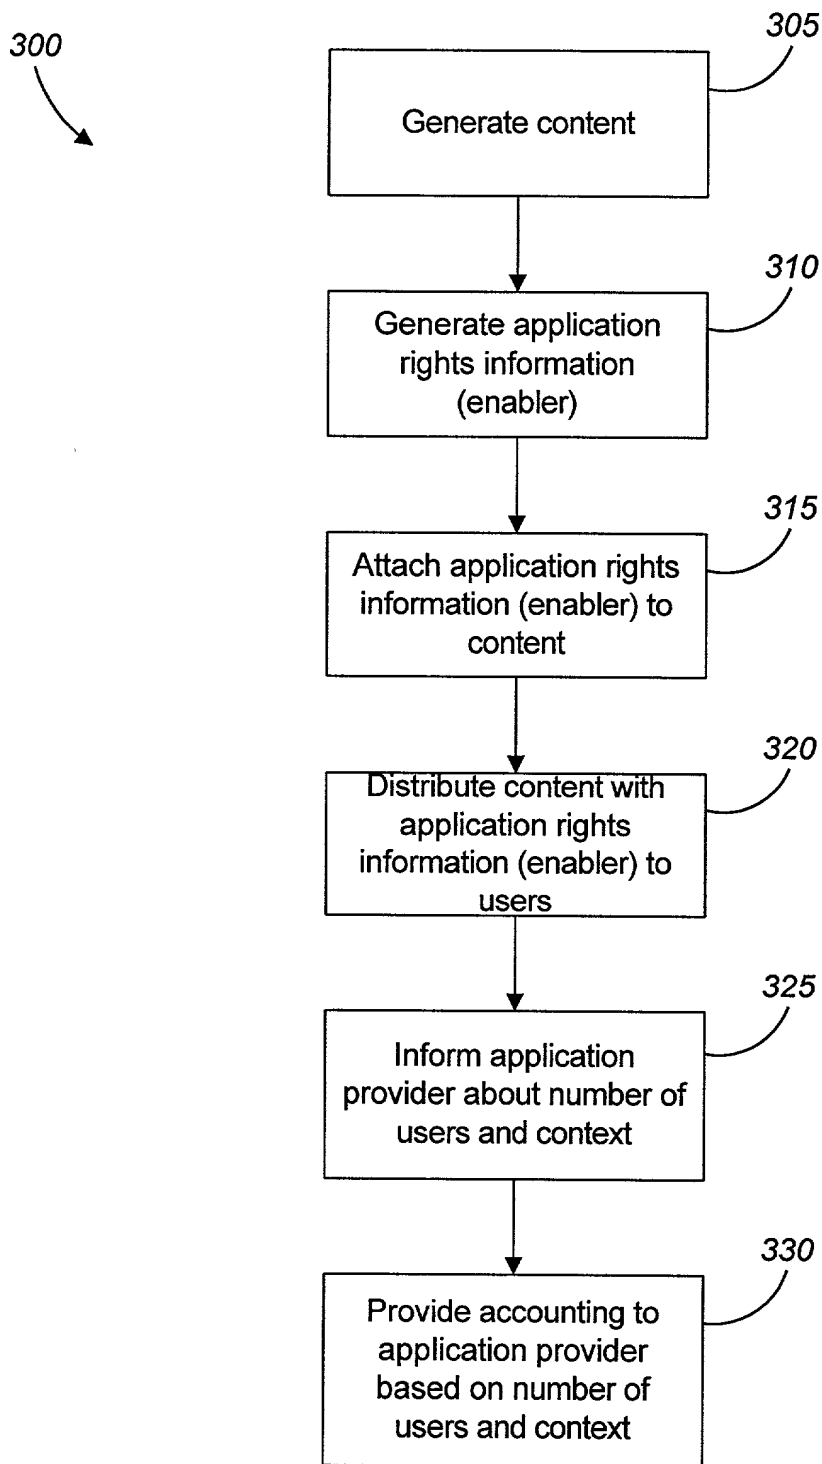 300
305
Generate content
310
Generate application
rights information
(enabler)
315
Attach application rights
information (enabler) to
content
320
Distribute content with
application rights
information (enabler) to
users
325
Inform application
provider about number of
users and context
330
Provide accounting to
application provider
based on number of
users and context